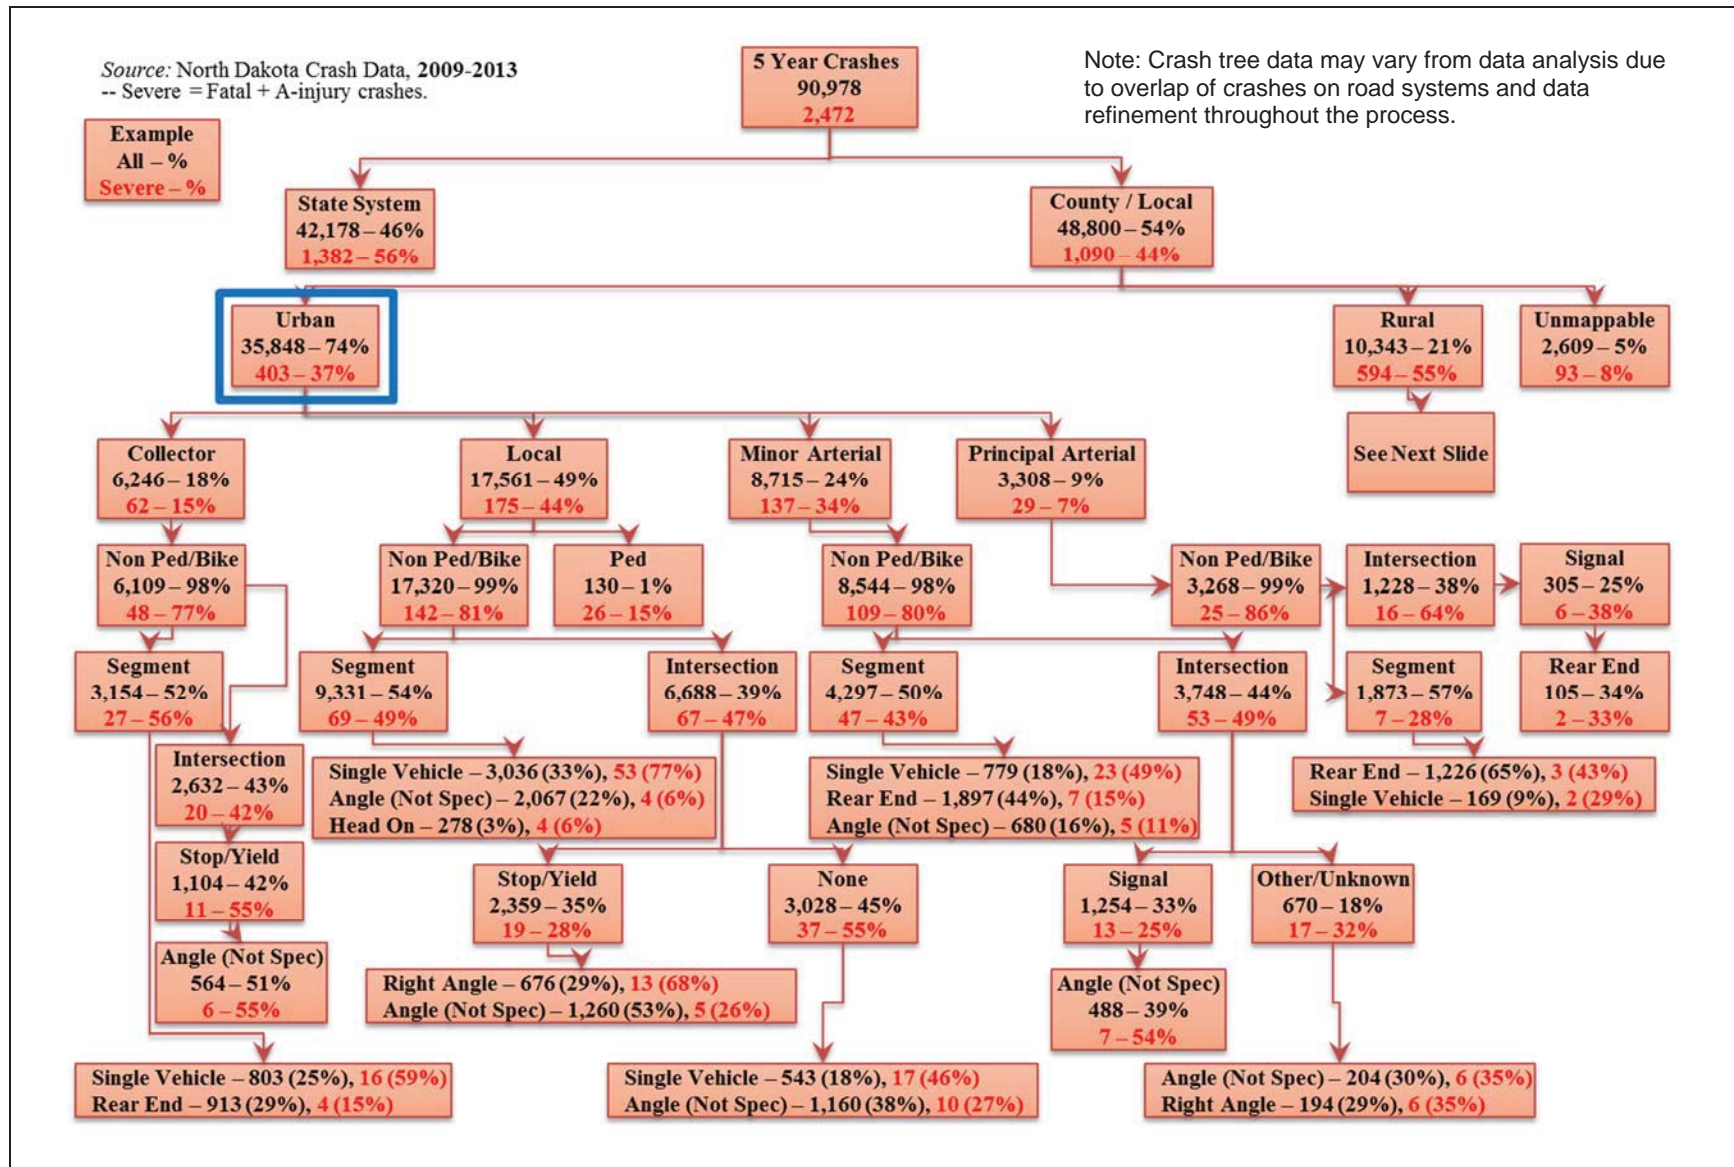 Source: North Dakota Crash Data, 2009-2013
-- Severe = Fatal + A-injury crashes.
5 Year Crashes
90,978
2,472
Note: Crash tree data may vary from data analysis due
to overlap of crashes on road systems and data
refinement throughout the process.
Example
All – %
Severe – %
State System
42,178 – 46%
1,382 – 56%
County / Local
48,800 – 54%
1,090 – 44%
Urban
35,848 – 74%
403 – 37%
Rural
10,343 – 21%
594 – 55%
Unmappable
2,609 – 5%
93 – 8%
See Next Slide
Collector
6,246 – 18%
62 – 15%
Local
17,561 – 49%
175 – 44%
Minor Arterial
8,715 – 24%
137 – 34%
Principal Arterial
3,308 – 9%
29 – 7%
Non Ped/Bike
6,109 – 98%
48 – 77%
Non Ped/Bike
17,320 – 99%
142 – 81%
Ped
130 – 1%
26 – 15%
Non Ped/Bike
8,544 – 98%
109 – 80%
Non Ped/Bike
3,268 – 99%
25 – 86%
Intersection
1,228 – 38%
16 – 64%
Signal
305 – 25%
6 – 38%
Segment
3,154 – 52%
27 – 56%
Segment
9,331 – 54%
69 – 49%
Intersection
6,688 – 39%
67 – 47%
Segment
4,297 – 50%
47 – 43%
Intersection
3,748 – 44%
53 – 49%
Segment
1,873 – 57%
7 – 28%
Rear End
105 – 34%
2 – 33%
Intersection
2,632 – 43%
20 – 42%
Single Vehicle – 3,036 (33%), 53 (77%)
Angle (Not Spec) – 2,067 (22%), 4 (6%)
Head On – 278 (3%), 4 (6%)
Single Vehicle – 779 (18%), 23 (49%)
Rear End – 1,897 (44%), 7 (15%)
Angle (Not Spec) – 680 (16%), 5 (11%)
Rear End – 1,226 (65%), 3 (43%)
Single Vehicle – 169 (9%), 2 (29%)
Stop/Yield
1,104 – 42%
11 – 55%
Stop/Yield
2,359 – 35%
19 – 28%
None
3,028 – 45%
37 – 55%
Signal
1,254 – 33%
13 – 25%
Other/Unknown
670 – 18%
17 – 32%
Angle (Not Spec)
564 – 51%
6 – 55%
Right Angle – 676 (29%), 13 (68%)
Angle (Not Spec) – 1,260 (53%), 5 (26%)
Angle (Not Spec)
488 – 39%
7 – 54%
Single Vehicle – 803 (25%), 16 (59%)
Rear End – 913 (29%), 4 (15%)
Single Vehicle – 543 (18%), 17 (46%)
Angle (Not Spec) – 1,160 (38%), 10 (27%)
Angle (Not Spec) – 204 (30%), 6 (35%)
Right Angle – 194 (29%), 6 (35%)